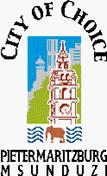 CITY OF CHOICE
PIETERMARITZBURG
MSUNDUZI